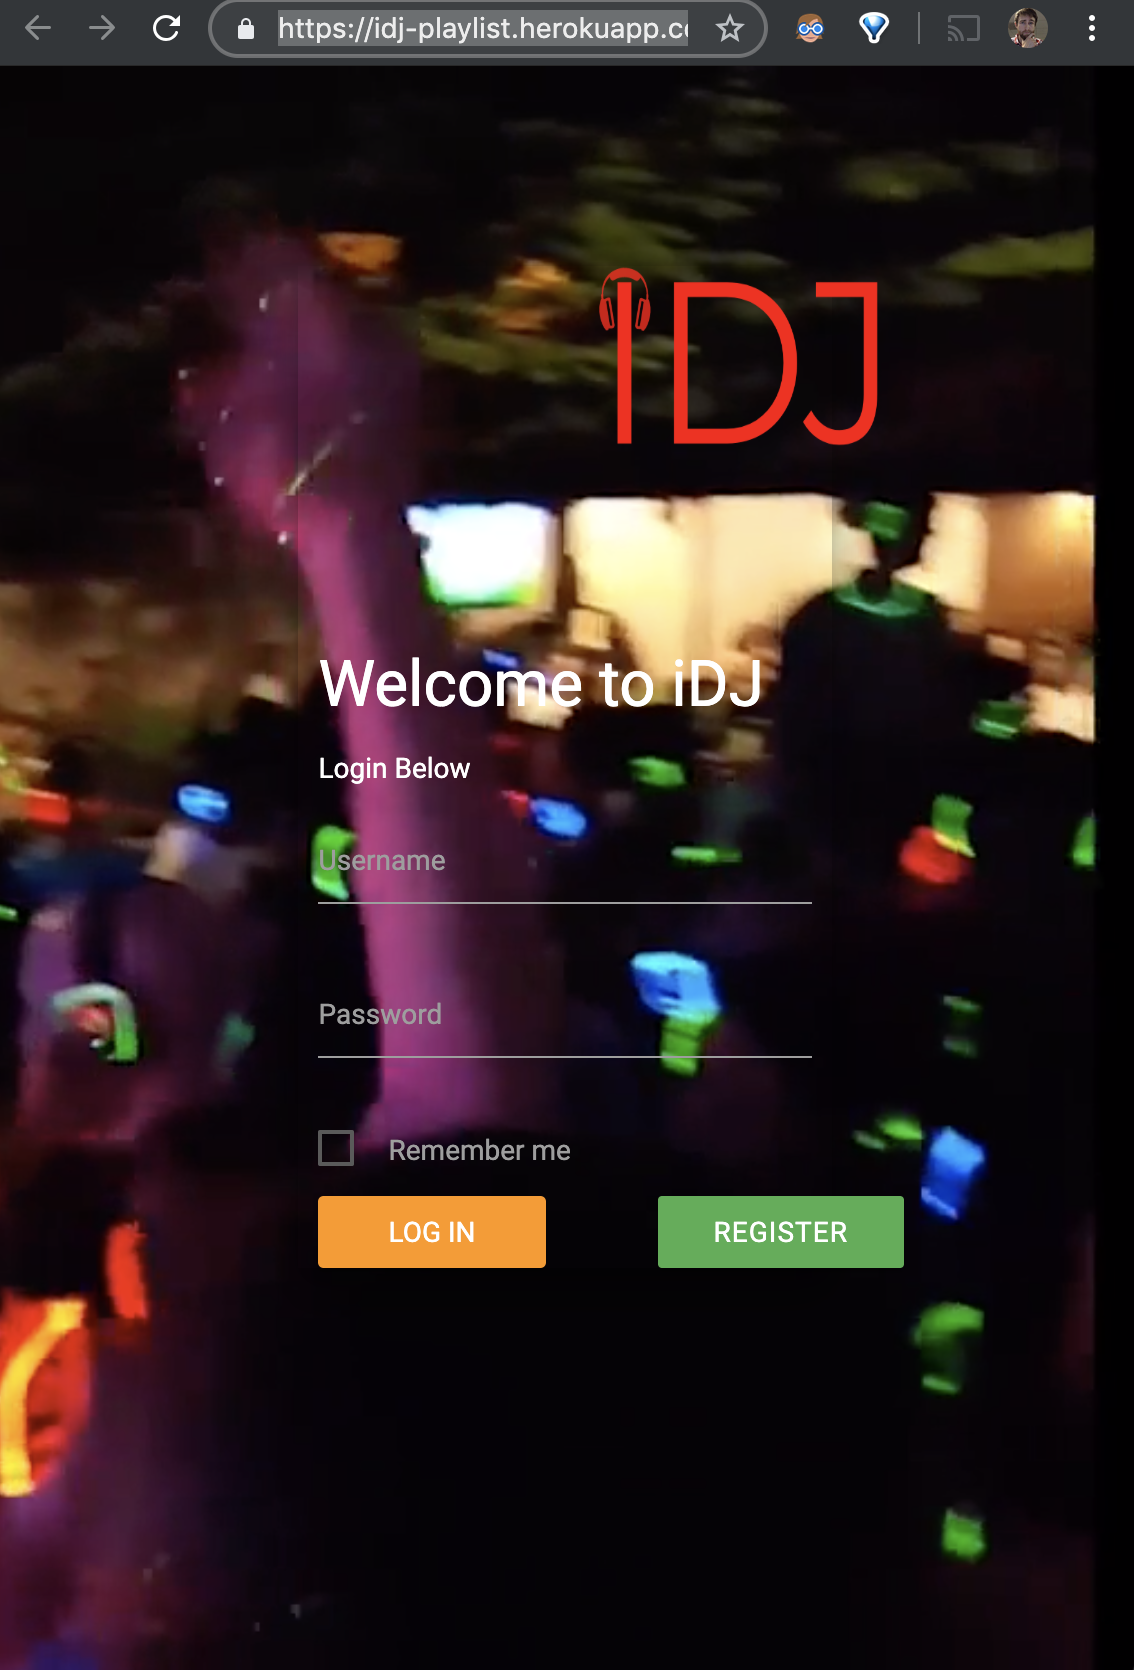 https://idj-playlist.herokuapp.c
iDJ
Welcome to iDJ
Login Below
Username
Password
Remember me
LOG IN
REGISTER